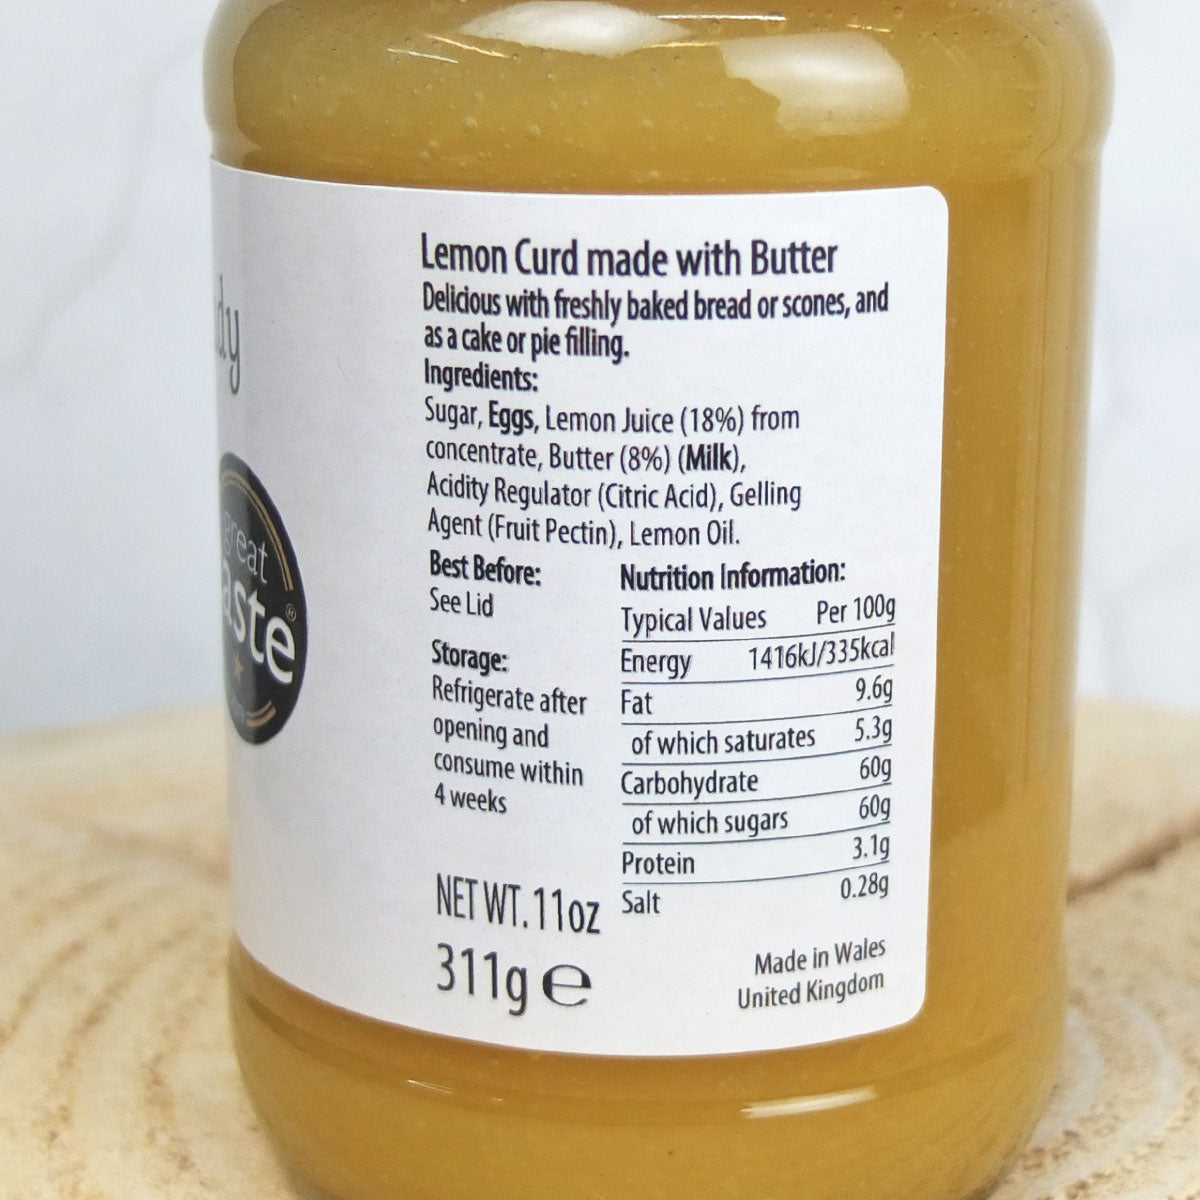 dy
great
taste®
Lemon Curd made with Butter
Delicious with freshly baked bread or scones, and
as a cake or pie filling.
Ingredients:
Sugar, Eggs, Lemon Juice (18%) from
concentrate, Butter (8%) (Milk),
Acidity Regulator (Citric Acid), Gelling
Agent (Fruit Pectin), Lemon Oil.
Best Before:
See Lid
Storage:
Refrigerate after
opening and
consume within
4 weeks
NET WT. 11oz
311g ℮
Nutrition Information:
Typical Values Per 100g
Energy 1416kJ/335kcal
Fat 9.6g
of which saturates 5.3g
Carbohydrate 60g
of which sugars 60g
Protein 3.1g
Salt 0.28g
Made in Wales
United Kingdom